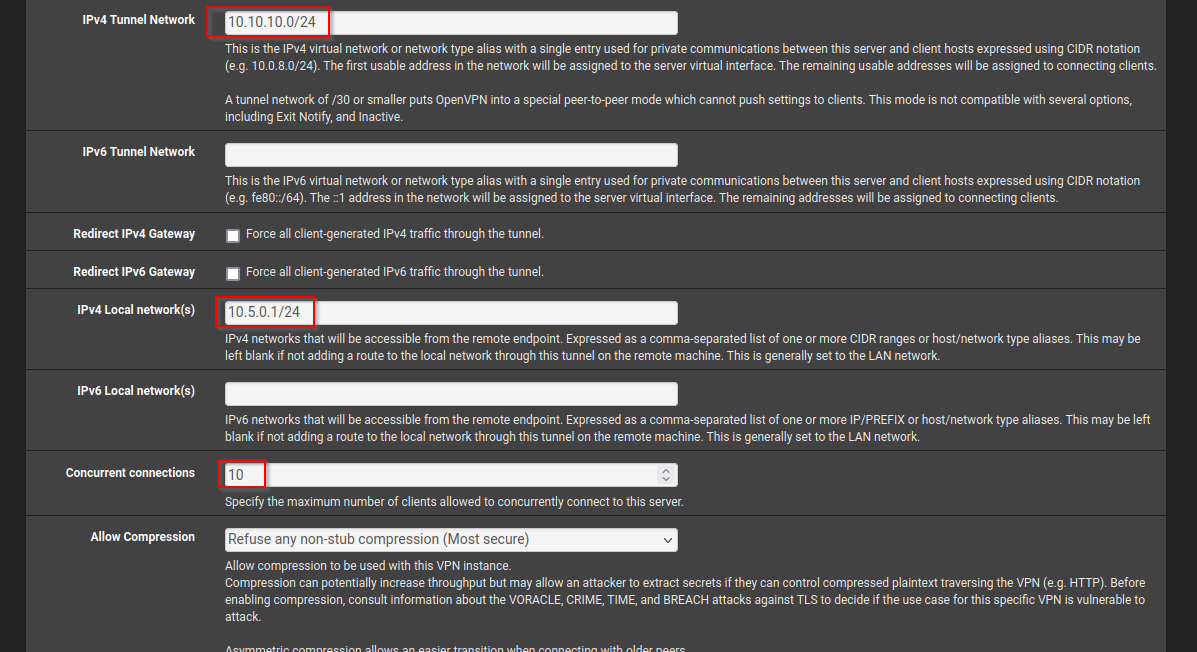 IPv4 Tunnel Network
10.10.10.0/24
This is the IPv4 virtual network or network type alias with a single entry used for private communications between this server and client hosts expressed using CIDR notation
(e.g. 10.0.8.0/24). The first usable address in the network will be assigned to the server virtual interface. The remaining usable addresses will be assigned to connecting clients.
A tunnel network of /30 or smaller puts OpenVPN into a special peer-to-peer mode which cannot push settings to clients. This mode is not compatible with several options,
including Exit Notify, and Inactive.
IPv6 Tunnel Network
This is the IPv6 virtual network or network type alias with a single entry used for private communications between this server and client hosts expressed using CIDR notation
(e.g. fe80::/64). The ::1 address in the network will be assigned to the server virtual interface. The remaining addresses will be assigned to connecting clients.
Redirect IPv4 Gateway
Force all client-generated IPv4 traffic through the tunnel.
Redirect IPv6 Gateway
Force all client-generated IPv6 traffic through the tunnel.
IPv4 Local network(s)
10.5.0.1/24
IPv4 networks that will be accessible from the remote endpoint. Expressed as a comma-separated list of one or more CIDR ranges or host/network type aliases. This may be
left blank if not adding a route to the local network through this tunnel on the remote machine. This is generally set to the LAN network.
IPv6 Local network(s)
IPv6 networks that will be accessible from the remote endpoint. Expressed as a comma-separated list of one or more IP/PREFIX or host/network type aliases. This may be left
blank if not adding a route to the local network through this tunnel on the remote machine. This is generally set to the LAN network.
Concurrent connections
10
Specify the maximum number of clients allowed to concurrently connect to this server.
Allow Compression
Refuse any non-stub compression (Most secure)
Allow compression to be used with this VPN instance.
Compression can potentially increase throughput but may allow an attacker to extract secrets if they can control compressed plaintext traversing the VPN (e.g. HTTP). Before
enabling compression, consult information about the VORACLE, CRIME, TIME, and BREACH attacks against TLS to decide if the use case for this specific VPN is vulnerable to
attack.
Asymmetric compression allows an easier transition when connecting with older peers.